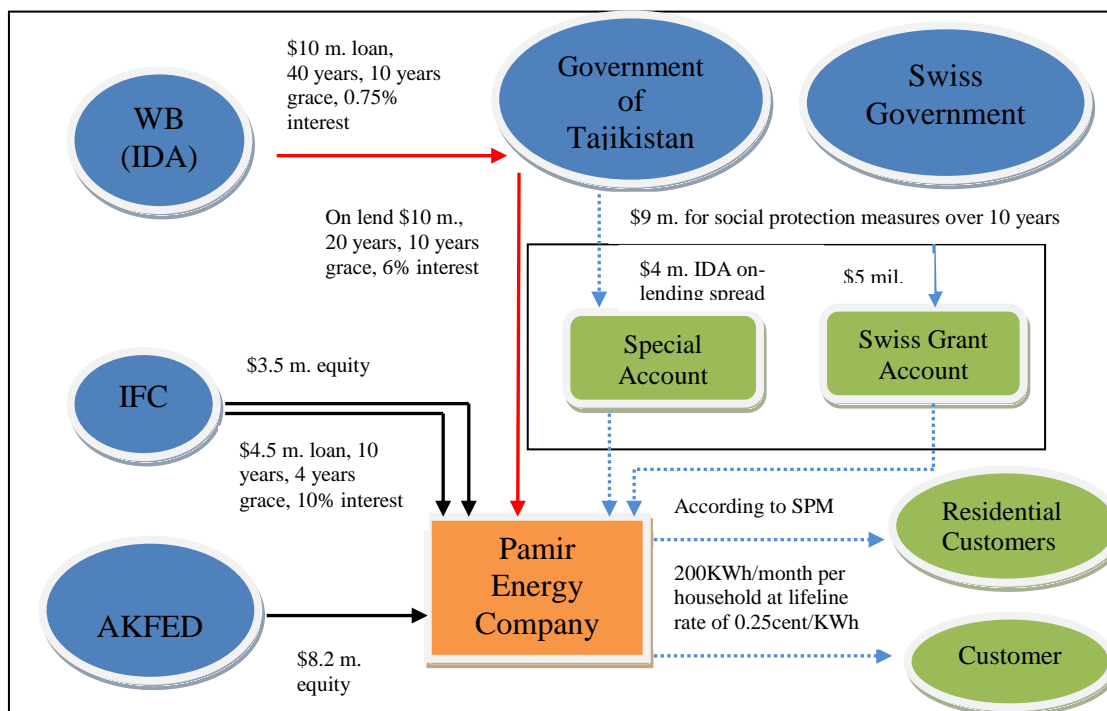 $10 m. loan,
40 years, 10 years
grace, 0.75%
interest
WB
(IDA)
Government
of
Tajikistan
Swiss
Government
On lend $10 m.,
20 years, 10 years
grace, 6% interest
$9 m. for social protection measures over 10 years
$4 m. IDA on-
lending spread
$5 mil.
Special
Account
Swiss Grant
Account
IFC
$3.5 m. equity
$4.5 m. loan, 10
years, 4 years
grace, 10% interest
According to SPM
Residential
Customers
Pamir
Energy
Company
200KWh/month per
household at lifeline
rate of 0.25cent/KWh
AKFED
$8.2 m.
equity
Customer